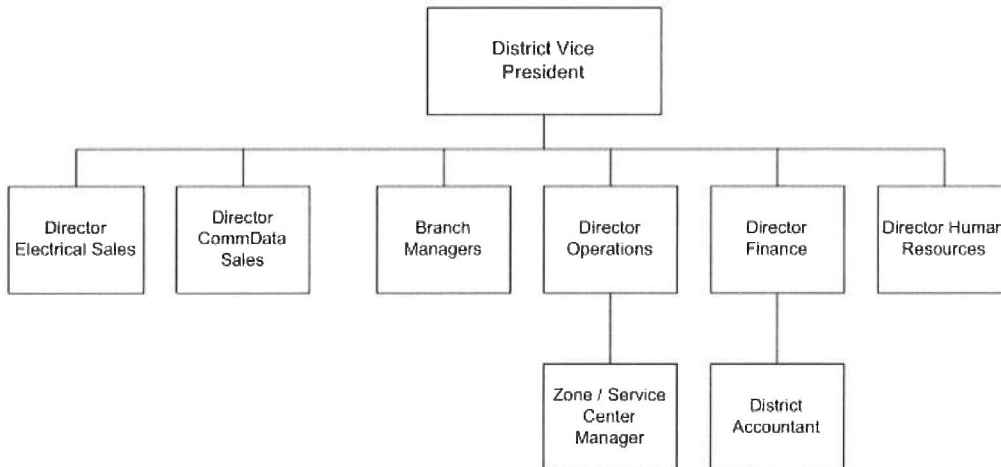 District Vice
President
Director
Electrical Sales
Director
CommData
Sales
Branch
Managers
Director
Operations
Director
Finance
Director Human
Resources
Zone / Service
Center
Manager
District
Accountant